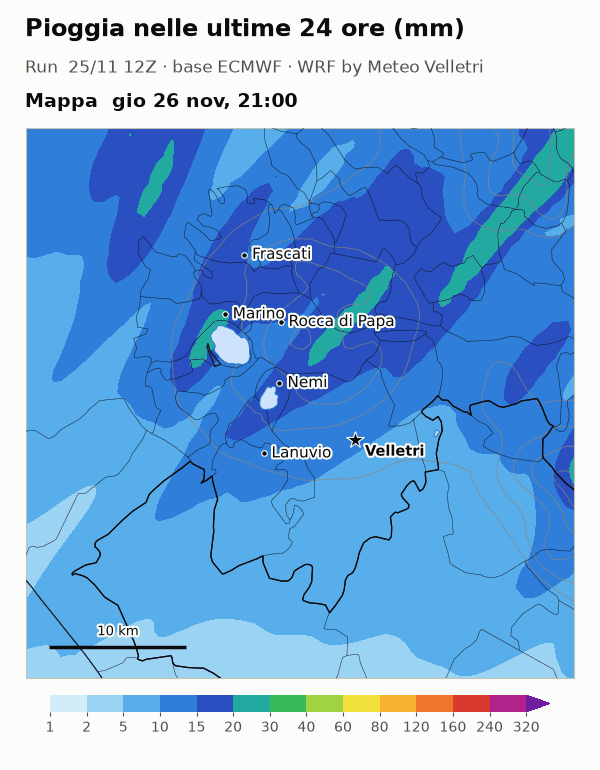 Pioggia nelle ultime 24 ore (mm)
Run  25/11 12Z · base ECMWF · WRF by Meteo Velletri
Mappa  gio 26 nov, 21:00
Frascati
Marino
Rocca di Papa
Nemi
Lanuvio
Velletri
10 km
1 2 5 10 15 20 30 40 60 80 120 160 240 320